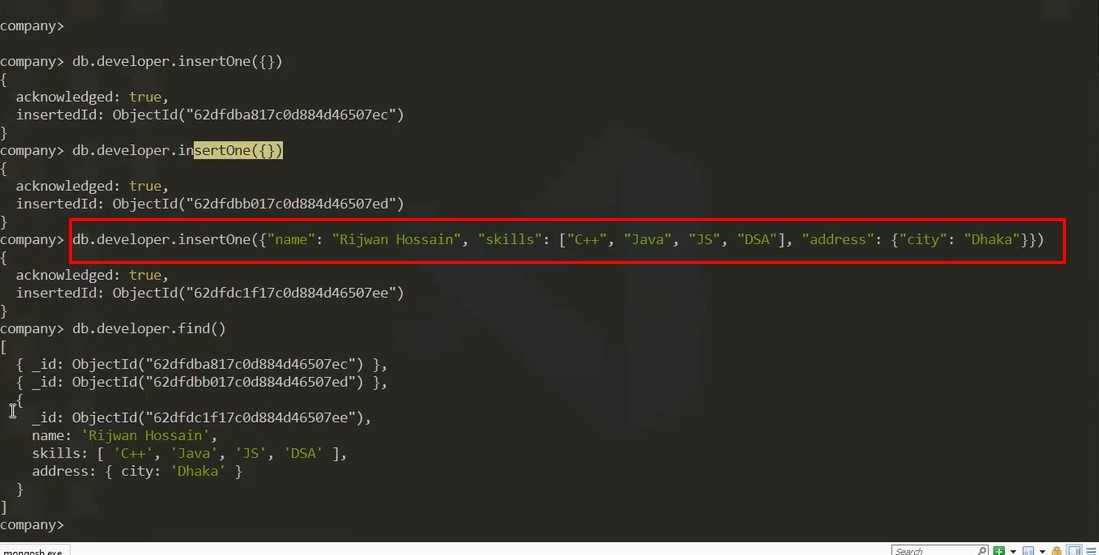 company>
company> db.developer.insertOne({})
{
  acknowledged: true,
  insertedId: ObjectId("62dfdba817c0d884d46507ec")
}
company> db.developer.insertOne({})
{
  acknowledged: true,
  insertedId: ObjectId("62dfdbb017c0d884d46507ed")
}
company> db.developer.insertOne({"name": "Rijwan Hossain", "skills": ["C++", "Java", "JS", "DSA"], "address": {"city": "Dhaka"}})
{
  acknowledged: true,
  insertedId: ObjectId("62dfdc1f17c0d884d46507ee")
}
company> db.developer.find()
[
  { _id: ObjectId("62dfdba817c0d884d46507ec") },
  { _id: ObjectId("62dfdbb017c0d884d46507ed") },
  {
    _id: ObjectId("62dfdc1f17c0d884d46507ee"),
    name: 'Rijwan Hossain',
    skills: [ 'C++', 'Java', 'JS', 'DSA' ],
    address: { city: 'Dhaka' }
  }
]
company>
mongosh.exe
Search